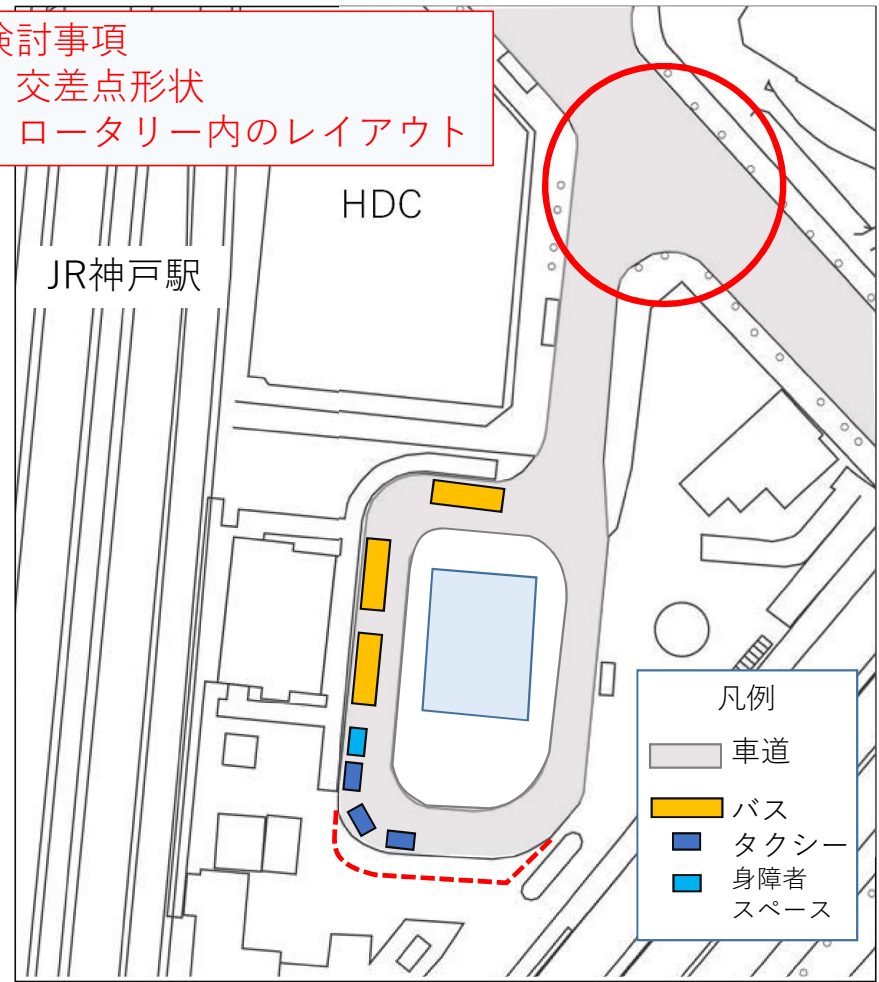 検討事項
交差点形状
ロータリー内のレイアウト
HDC
JR神戸駅
凡例
車道
バス
タクシー
身障者
スペース